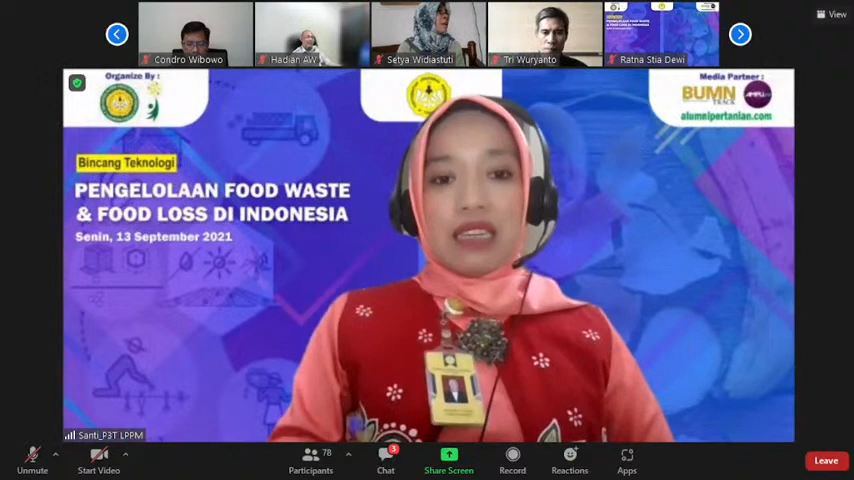 View
Condro Wibowo
Hadian AW
Setya Widiastuti
Tri Wuryanto
Ratna Stia Dewi
Organize By :
Media Partner :
BUMN
TRACK
alumnipertanian.com
Bincang Teknologi
PENGELOLAAN FOOD WASTE
& FOOD LOSS DI INDONESIA
Senin, 13 September 2021
Santi_P3T LPPM
78
3
Unmute
Start Video
Participants
Chat
Share Screen
Record
Reactions
Apps
Leave